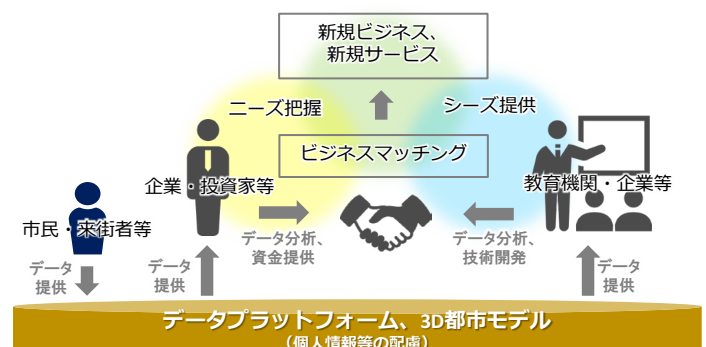 新規ビジネス、
新規サービス
ニーズ把握
シーズ提供
ビジネスマッチング
企業・投資家等
教育機関・企業等
市民・来街者等
データ分析、
資金提供
データ分析、
技術開発
データ
提供
データ
提供
データ
提供
データプラットフォーム、3D都市モデル
（個人情報等の配慮）